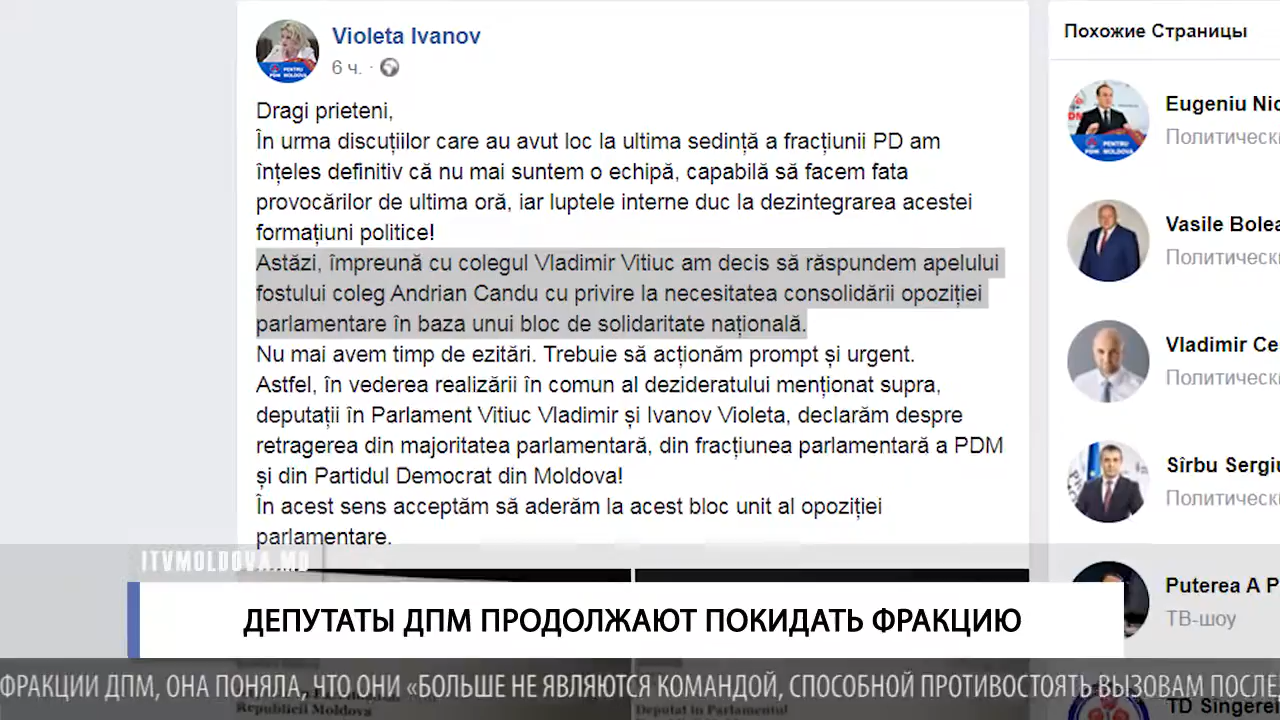 Violeta Ivanov
6 ч. ·
Dragi prieteni,
În urma discuțiilor care au avut loc la ultima sedință a fracțiunii PD am
înțeles definitiv că nu mai suntem o echipă, capabilă să facem fata
provocărilor de ultima oră, iar luptele interne duc la dezintegrarea acestei
formațiuni politice!
Astăzi, împreună cu colegul Vladimir Vitiuc am decis să răspundem apelului
fostului coleg Andrian Candu cu privire la necesitatea consolidării opoziției
parlamentare în baza unui bloc de solidaritate națională.
Nu mai avem timp de ezitări. Trebuie să acționăm prompt și urgent.
Astfel, în vederea realizării în comun al dezideratului menționat supra,
deputații în Parlament Vitiuc Vladimir și Ivanov Violeta, declarăm despre
retragerea din majoritatea parlamentară, din fracțiunea parlamentară a PDM
și din Partidul Democrat din Moldova!
În acest sens acceptăm să aderăm la acest bloc unit al opoziției
parlamentare.
Похожие Страницы
Eugeniu Nic
Политическ
Vasile Bolea
Политическ
Vladimir Ce
Политическ
Sîrbu Sergiu
Политическ
Puterea A P
ТВ-шоу
TD Singerei
ITVMOLDOVA.MD
ДЕПУТАТЫ ДПМ ПРОДОЛЖАЮТ ПОКИДАТЬ ФРАКЦИЮ
ФРАКЦИИ ДПМ, ОНА ПОНЯЛА, ЧТО ОНИ «БОЛЬШЕ НЕ ЯВЛЯЮТСЯ КОМАНДОЙ, СПОСОБНОЙ ПРОТИВОСТОЯТЬ ВЫЗОВАМ ПОСЛЕ
Republicii Moldova
Deputat în Parlamentul